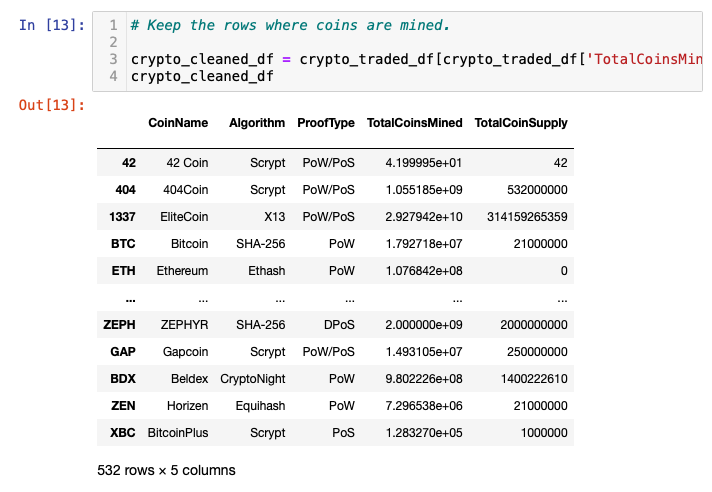 In [13]:
1 # Keep the rows where coins are mined.
2
3 crypto_cleaned_df = crypto_traded_df[crypto_traded_df['TotalCoinsMin
4 crypto_cleaned_df
Out[13]:
CoinName Algorithm ProofType TotalCoinsMined TotalCoinSupply
42 42 Coin Scrypt PoW/PoS 4.199995e+01 42
404 404Coin Scrypt PoW/PoS 1.055185e+09 532000000
1337 EliteCoin X13 PoW/PoS 2.927942e+10 314159265359
BTC Bitcoin SHA-256 PoW 1.792718e+07 21000000
ETH Ethereum Ethash PoW 1.076842e+08 0
... ... ... ... ... ...
ZEPH ZEPHYR SHA-256 DPoS 2.000000e+09 2000000000
GAP Gapcoin Scrypt PoW/PoS 1.493105e+07 250000000
BDX Beldex CryptoNight PoW 9.802226e+08 1400222610
ZEN Horizen Equihash PoW 7.296538e+06 21000000
XBC BitcoinPlus Scrypt PoS 1.283270e+05 1000000
532 rows × 5 columns